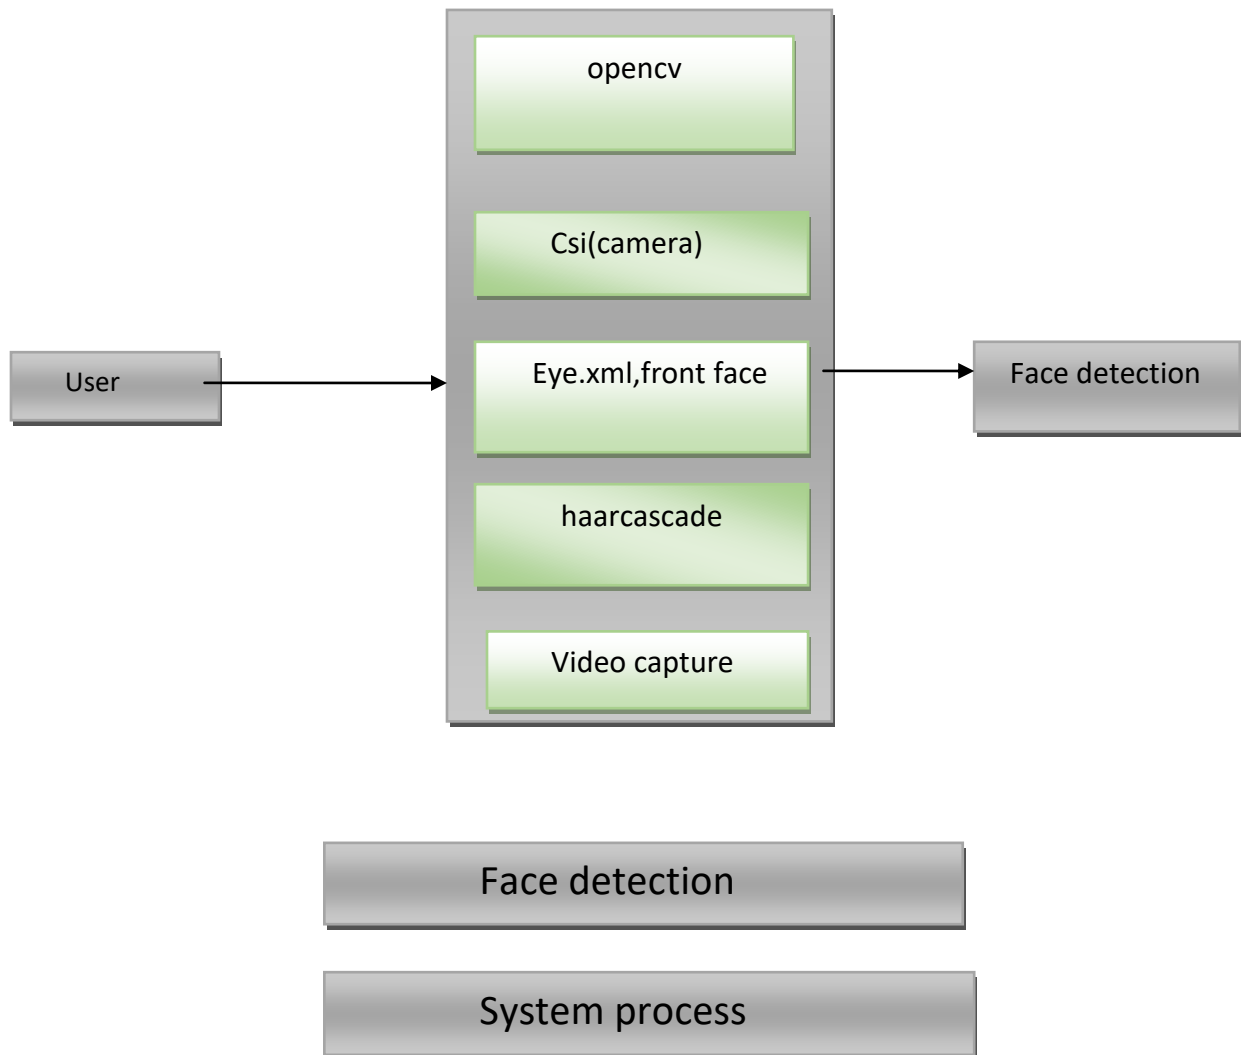 opencv
Csi(camera)
User
Eye.xml,front face
Face detection
haarcascade
Video capture
Face detection
System process